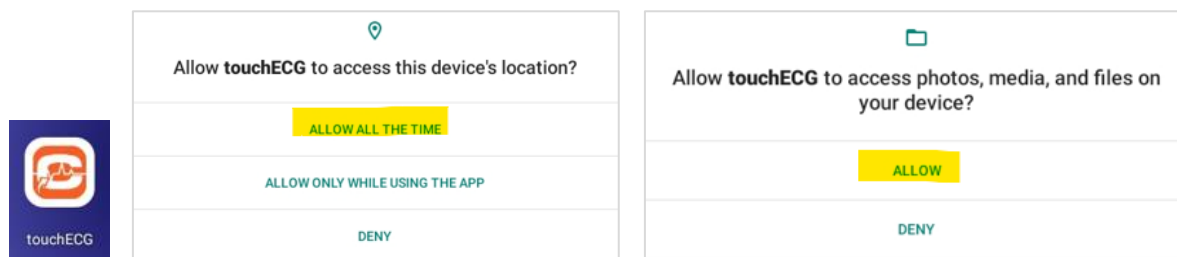 touchECG
Allow touchECG to access this device's location?
ALLOW ALL THE TIME
ALLOW ONLY WHILE USING THE APP
DENY
Allow touchECG to access photos, media, and files on
your device?
ALLOW
DENY